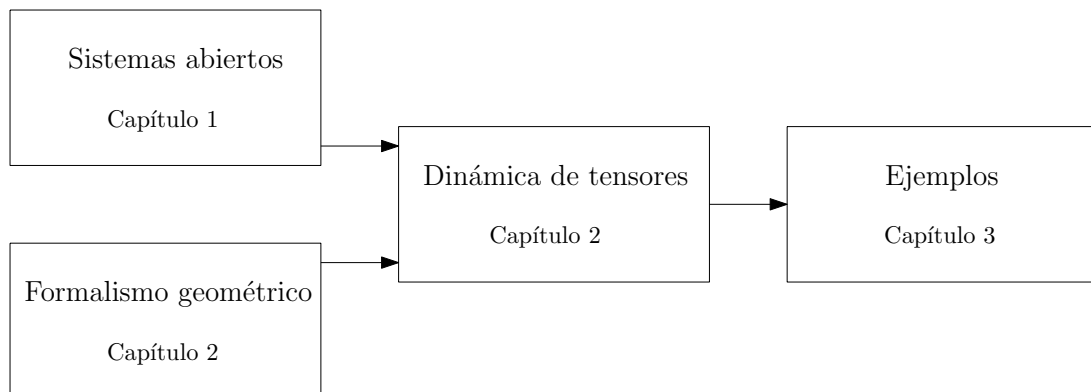 Sistemas abiertos
Capítulo 1
Dinámica de tensores
Capítulo 2
Ejemplos
Capítulo 3
Formalismo geométrico
Capítulo 2